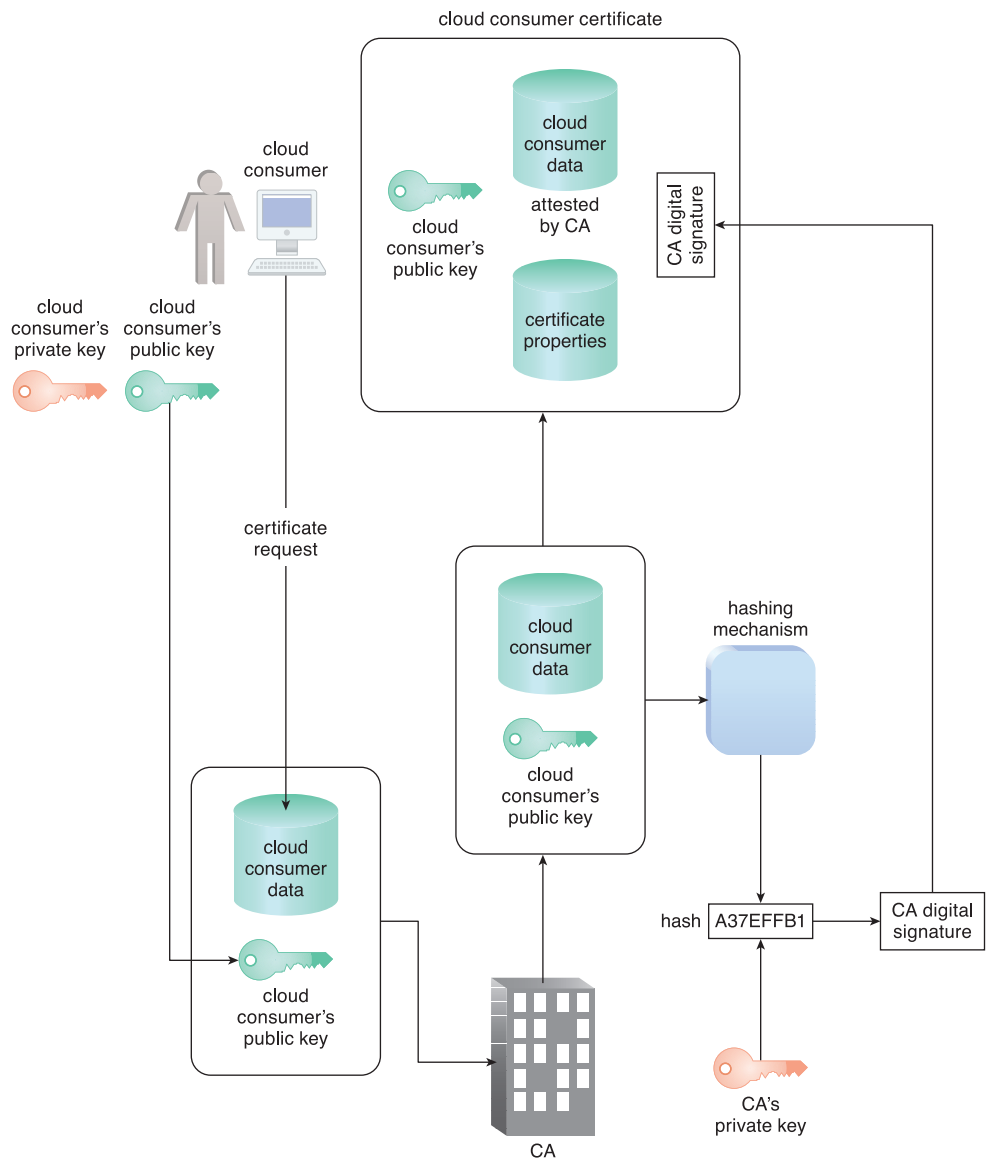 cloud consumer certificate
cloud
consumer
data
attested
by CA
cloud
consumer's
public key
certificate
properties
CA digital
signature
cloud
consumer
cloud
consumer's
private key
cloud
consumer's
public key
certificate
request
cloud
consumer
data
cloud
consumer's
public key
hashing
mechanism
cloud
consumer
data
cloud
consumer's
public key
hash
A37EFFB1
CA digital
signature
CA's
private key
CA